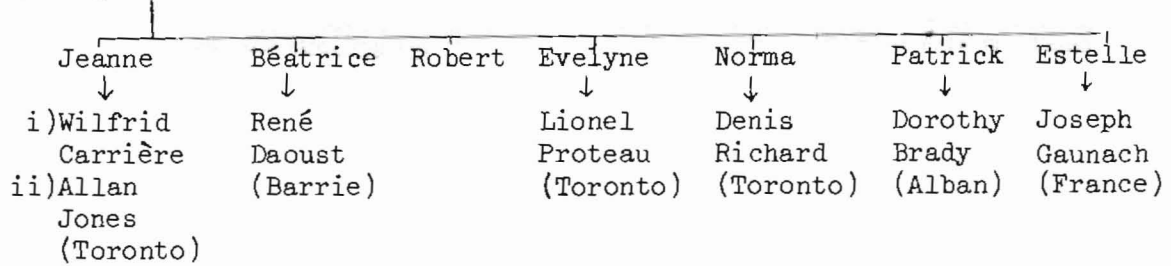 Jeanne Béatrice Robert Evelyne Norma Patrick Estelle
↓ ↓ ↓ ↓ ↓ ↓
i)Wilfrid René Lionel Denis Dorothy Joseph
Carrière Daoust Proteau Richard Brady Gaunach
ii)Allan (Barrie) (Toronto) (Toronto) (Alban) (France)
Jones
(Toronto)